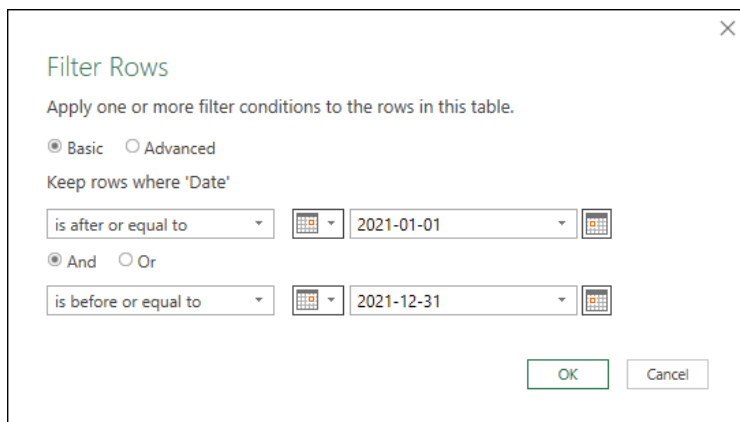 Filter Rows
Apply one or more filter conditions to the rows in this table.
Basic Advanced
Keep rows where 'Date'
is after or equal to 2021-01-01
And Or
is before or equal to 2021-12-31
OK Cancel